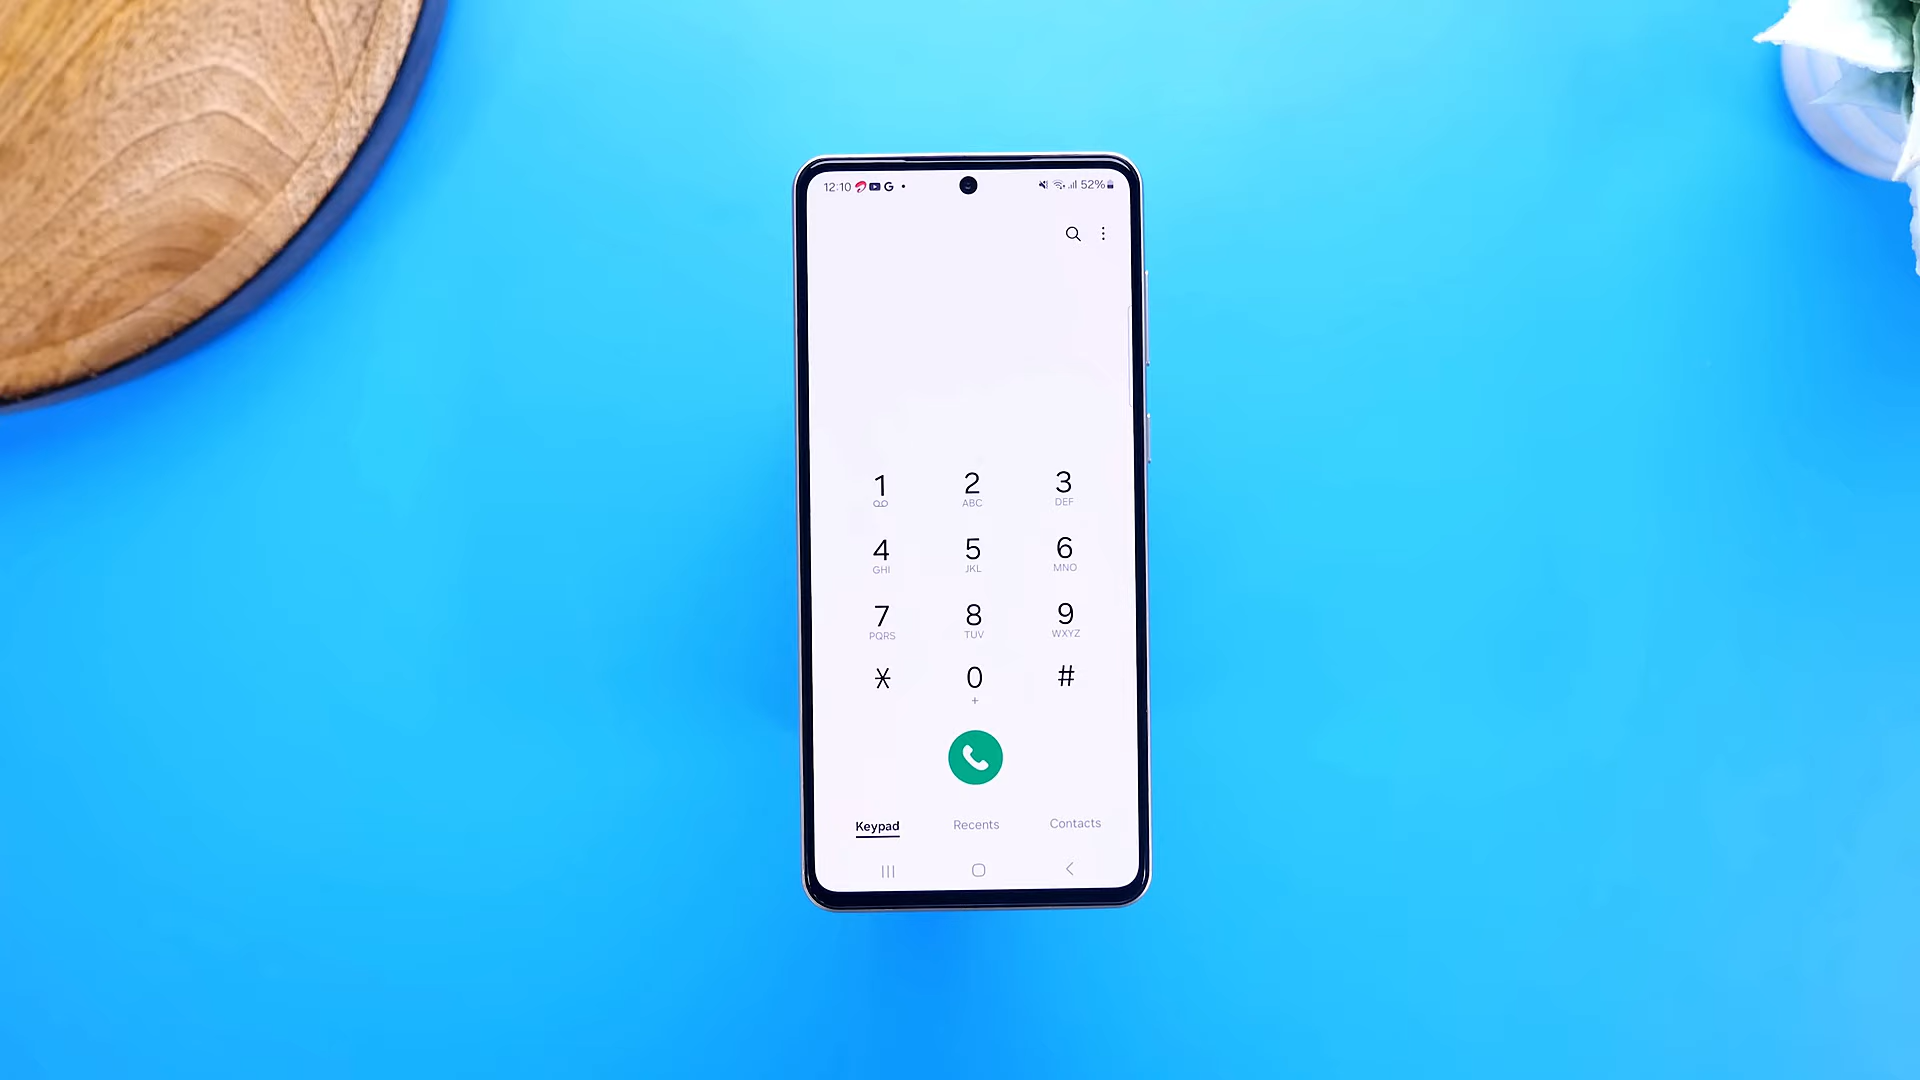 12:10 G 52%
1 2 3
ABC DEF
4 5 6
GHI JKL MNO
7 8 9
PQRS TUV WXYZ
* 0 #
+
Keypad Recents Contacts